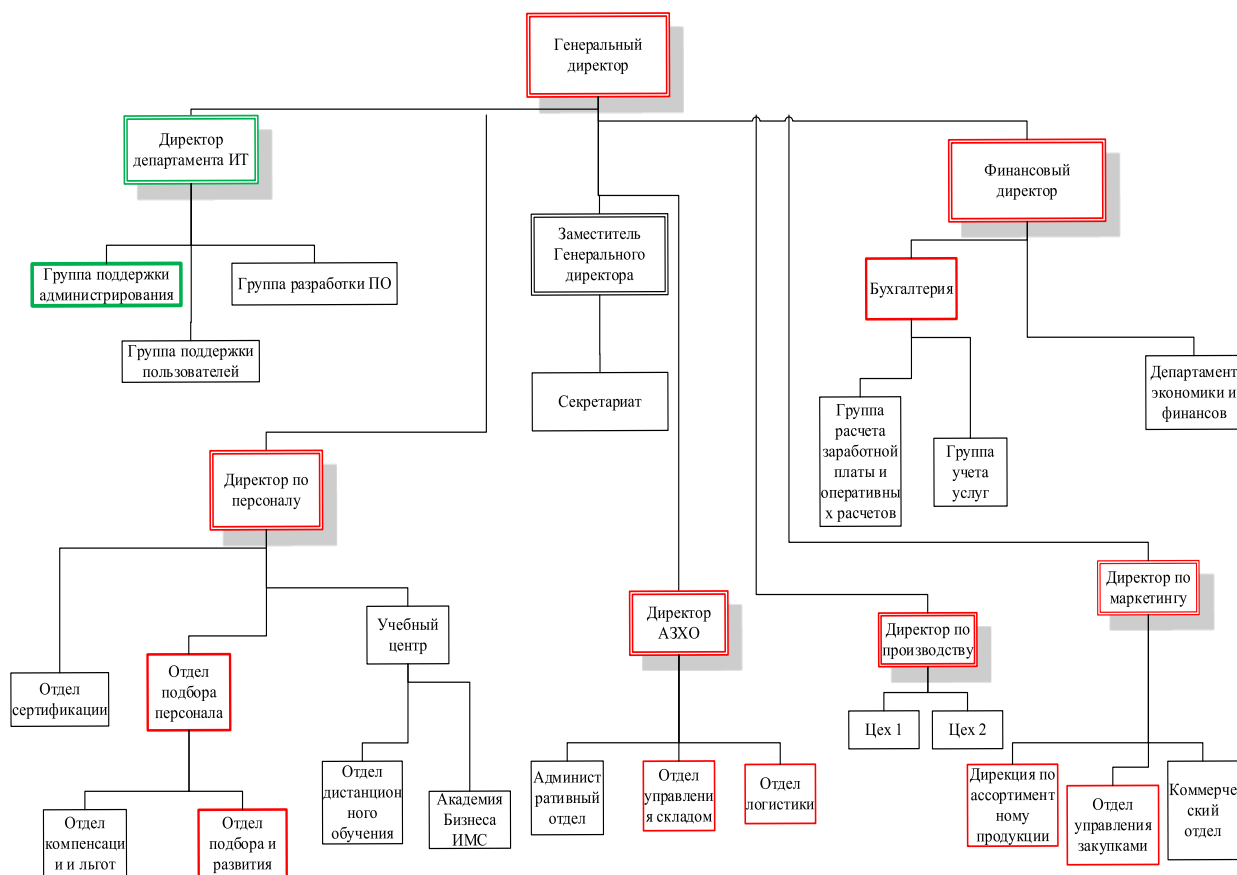 Генеральный
директор
Директор
департамента ИТ
Финансовый
директор
Заместитель
Генерального
директора
Группа поддержки
администрирования
Группа разработки ПО
Бухгалтерия
Группа поддержки
пользователей
Секретариат
Департамент
экономики и
финансов
Группа
расчета
заработной
платы и
оперативны
х расчетов
Группа
учета
услуг
Директор по
персоналу
Директор
АЗХО
Директор по
производству
Директор по
маркетингу
Учебный
центр
Отдел
сертификации
Отдел
подбора
персонала
Цех 1
Цех 2
Отдел
дистанцион
ного
обучения
Академия
Бизнеса
ИМС
Админист
ративный
отдел
Отдел
управлени
я складом
Отдел
логистики
Дирекция по
ассортимент
ному
продукции
Отдел
управления
закупками
Коммерче
ский
отдел
Отдел
компенсаци
и и льгот
Отдел
подбора и
развития